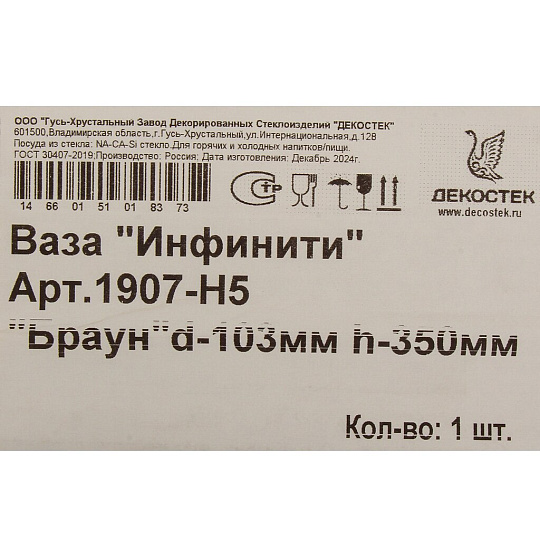 ООО "Гусь-Хрустальный Завод Декорированных Стеклоизделий "ДЕКОСТЕК"
601500,Владимирская область,г.Гусь-Хрустальный,ул.Интернациональная,д.128
Посуда из стекла: NA-CA-Si стекло.Для горячих и холодных напитков/пищи.
ГОСТ 30407-2019;Производство: Россия; Дата изготовления: Декабрь 2024г.
14 66 01 51 01 83 73
ДЕКОСТЕК
www.decostek.ru
Ваза "Инфинити"
Арт.1907-Н5
"Браун"d-103мм h-350мм
Кол-во: 1 шт.